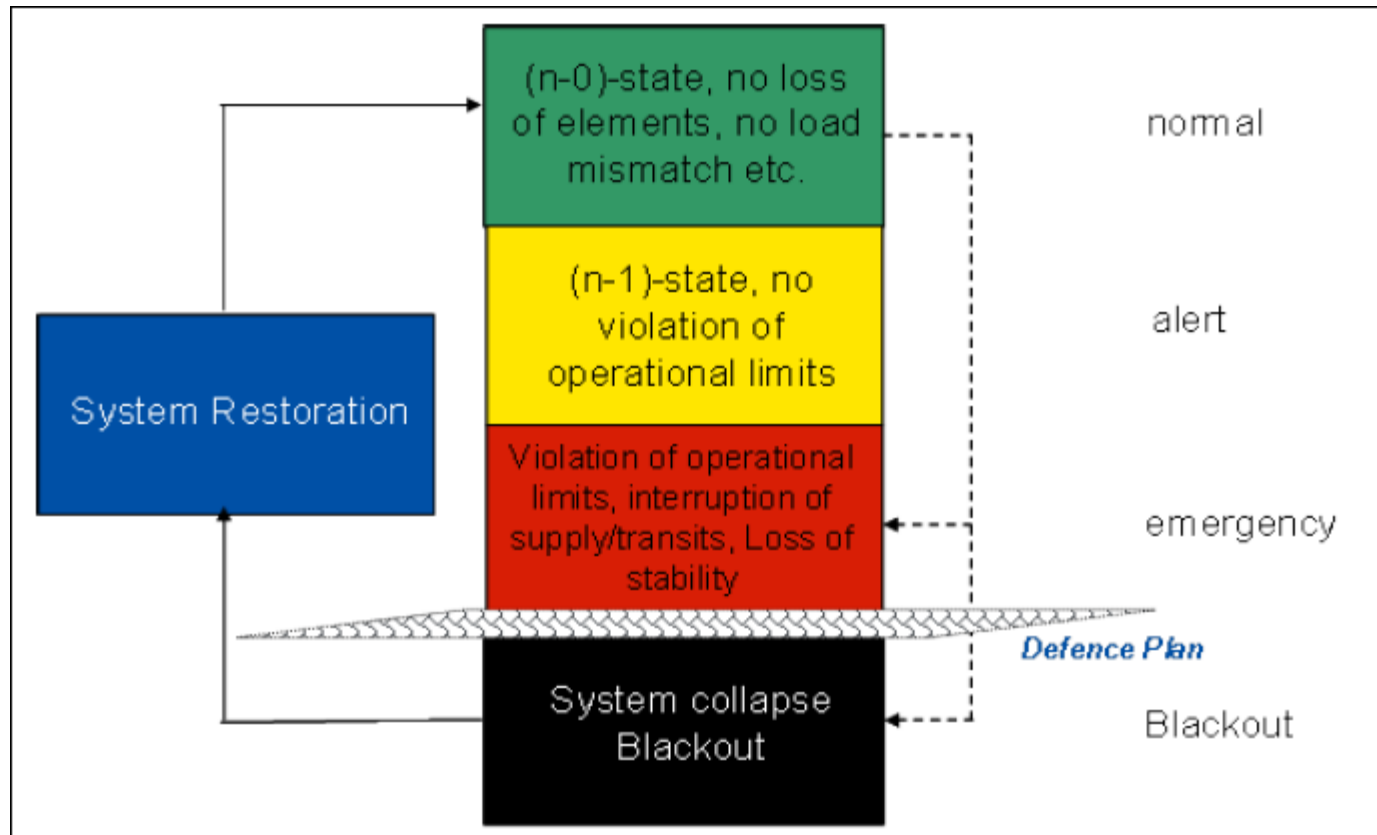 (n-0)-state, no loss
of elements, no load
mismatch etc.
normal
(n-1)-state, no
violation of
operational limits
alert
System Restoration
Violation of operational
limits, interruption of
supply/transits, Loss of
stability
emergency
Defence Plan
System collapse
Blackout
Blackout